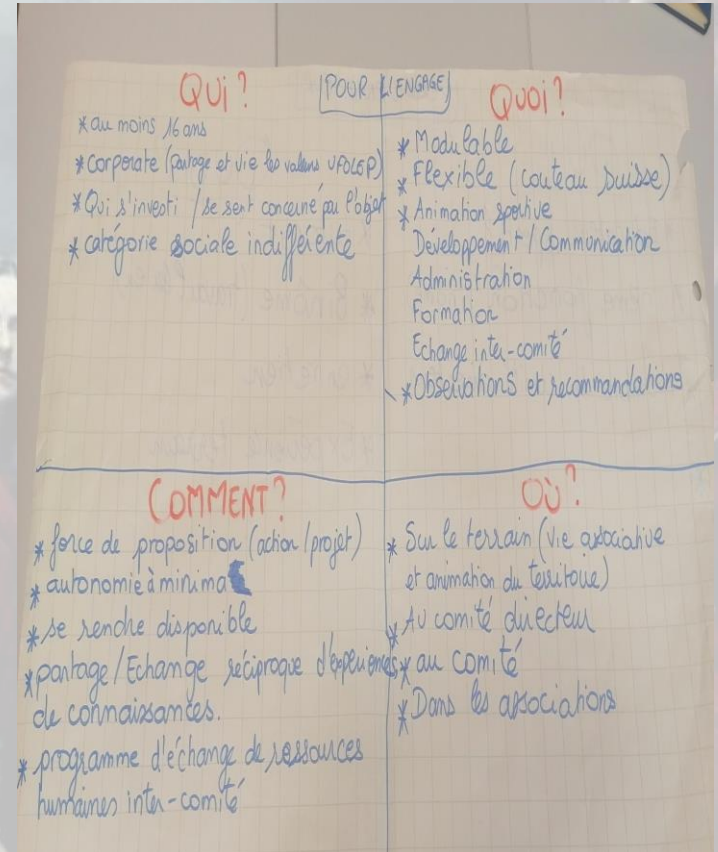 POUR L'ENGAGÉ
QUi?
* au moins 16 ans
* corporate (partage et vie les valeurs UFOLEP)
* Qui s'investi / se sent concerné par l'objet
* catégorie sociale indifférente
QUOi?
* Modulable
* Flexible (couteau suisse)
* Animation sportive
Développement / Communication
Administration
Formation
Echange inter-comité
* Observations et recommandations
COMMENT?
* force de proposition (action / projet)
* autonomie à minima
* se rendre disponible
* partage / Echange réciproque d'expériences
de connaissances.
* programme d'échange de ressources
humaines inter-comité
OÙ?
* Sur le terrain (vie associative
et animation du territoire)
* Au comité directeur
* au comité
* Dans les associations